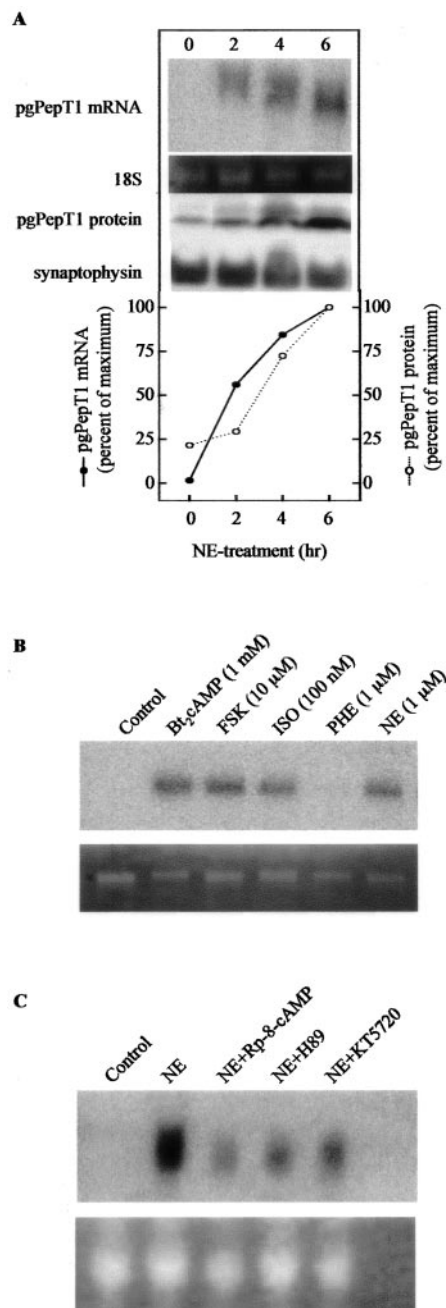 A
0 2 4 6
pgPepT1 mRNA
18S
pgPepT1 protein
synaptophysin
100
75
50
25
0
pgPepT1 mRNA
(percent of maximum)
100
75
50
25
0
pgPepT1 protein
(percent of maximum)
0 2 4 6
NE-treatment (hr)
B
Control
Bt₂cAMP (1 mM)
FSK (10 µM)
ISO (100 nM)
PHE (1 µM)
NE (1 µM)
C
Control
NE
NE+Rp-8-cAMP
NE+H89
NE+KT5720